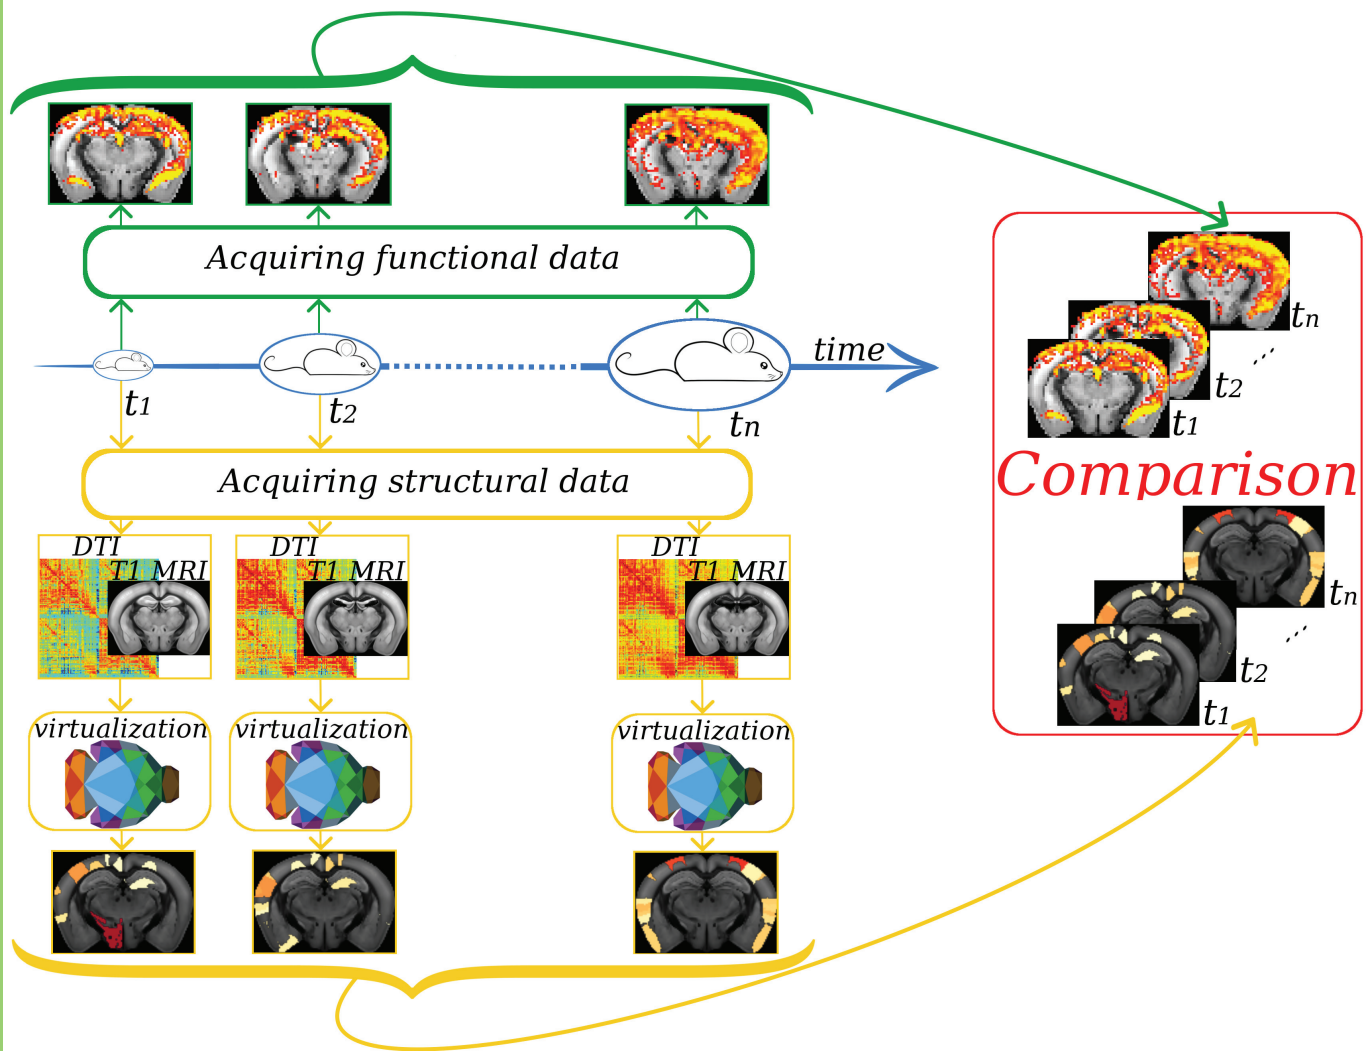 Acquiring functional data
time
t1
t2
tn
Acquiring structural data
DTI
T1 MRI
DTI
T1 MRI
DTI
T1 MRI
virtualization
virtualization
virtualization
tn
...
t2
t1
Comparison
tn
...
t2
t1